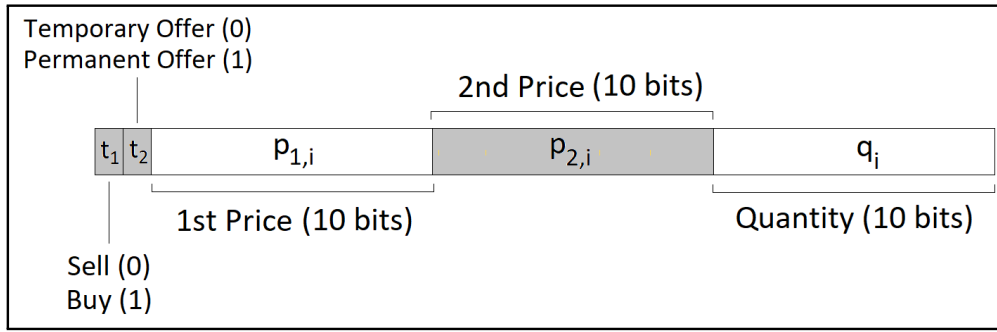 Temporary Offer (0)
Permanent Offer (1)
2nd Price (10 bits)
t1
t2
p1,i
p2,i
qi
1st Price (10 bits)
Quantity (10 bits)
Sell (0)
Buy (1)